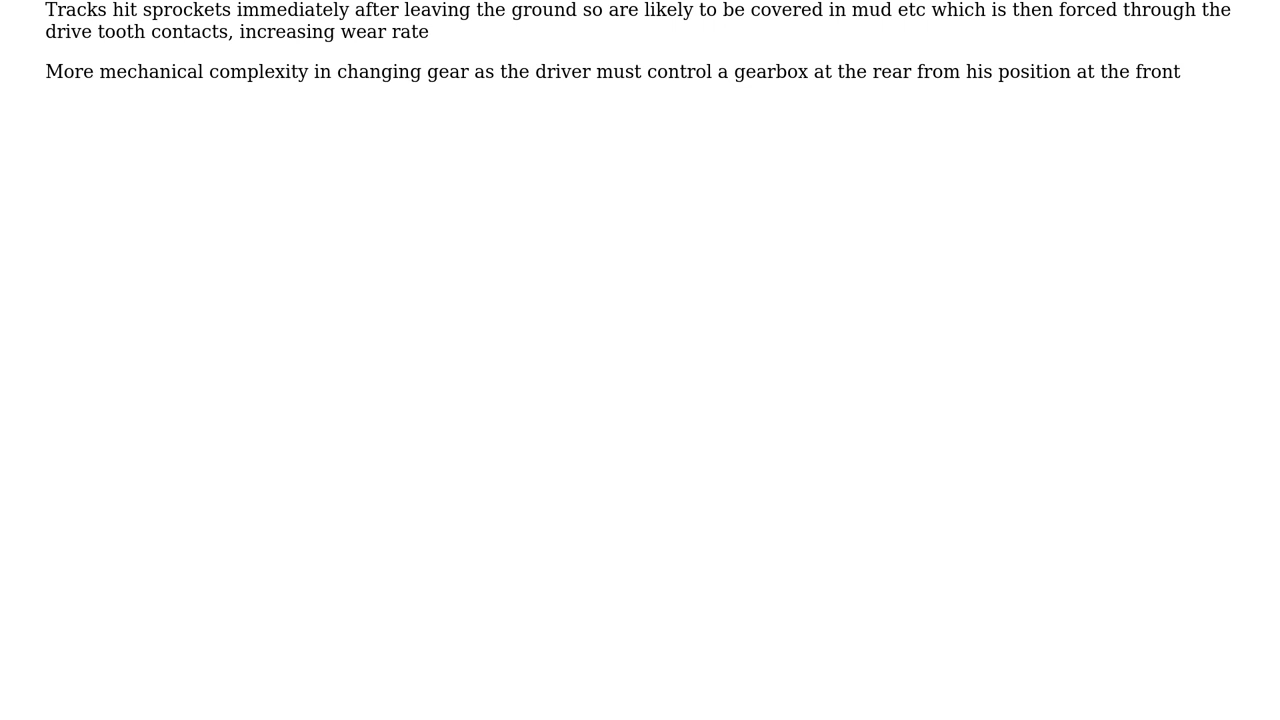 Tracks hit sprockets immediately after leaving the ground so are likely to be covered in mud etc which is then forced through the
drive tooth contacts, increasing wear rate
More mechanical complexity in changing gear as the driver must control a gearbox at the rear from his position at the front